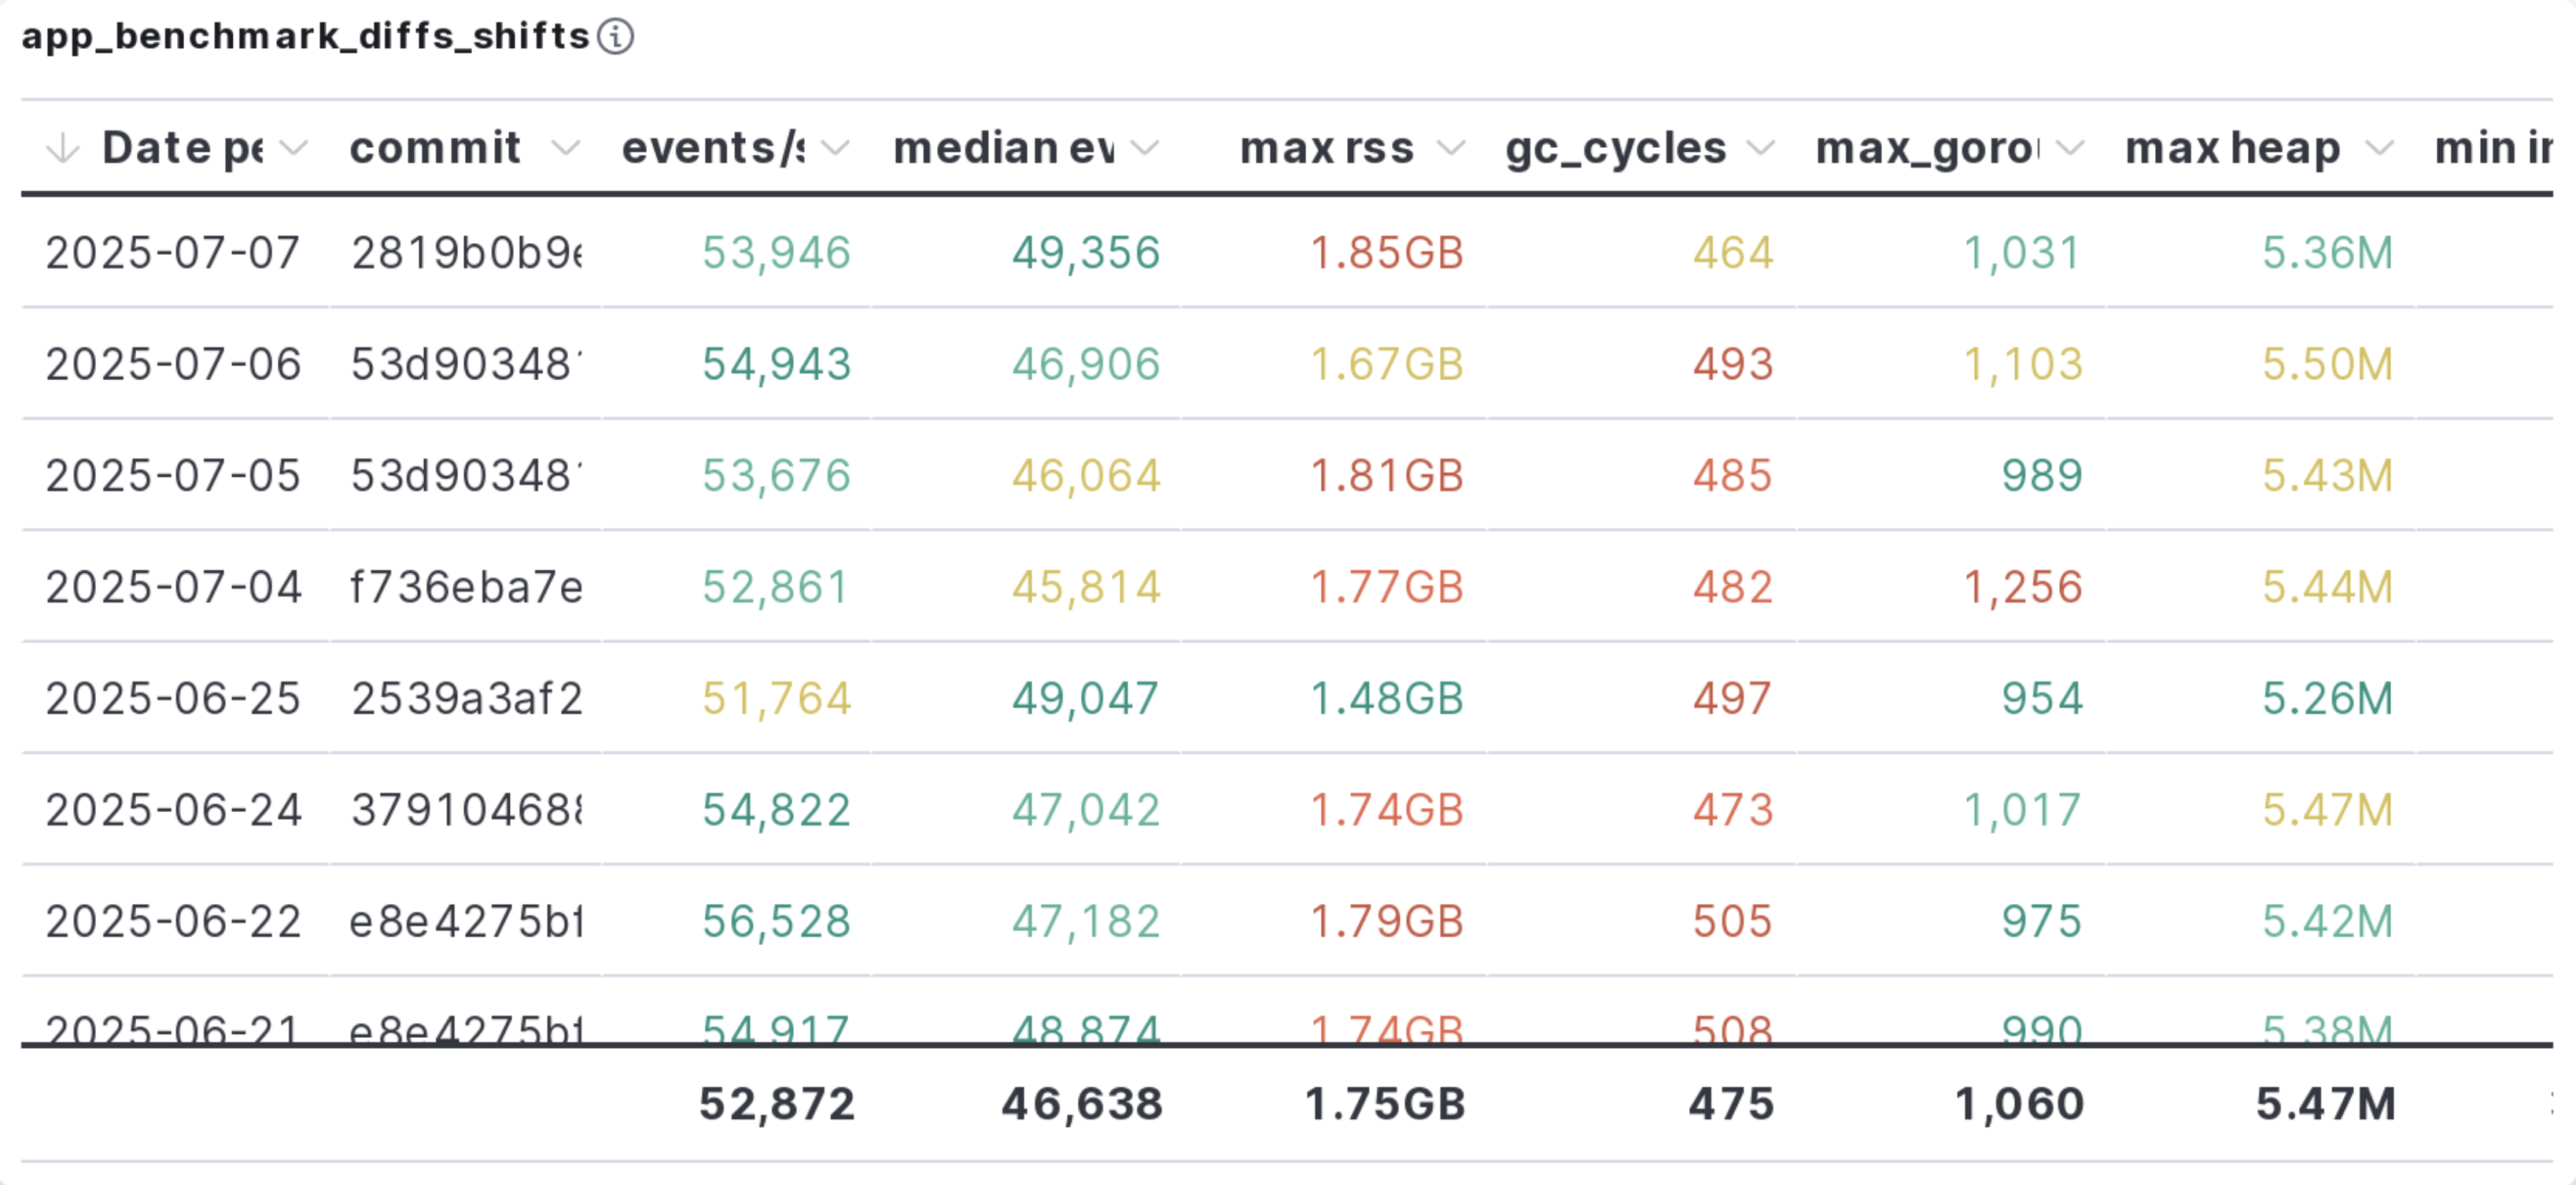 app_benchmark_diffs_shifts
Date pe commit events/s median ev max rss gc_cycles max_goro max heap min in
2025-07-07 2819b0b9e 53,946 49,356 1.85GB 464 1,031 5.36M
2025-07-06 53d903481 54,943 46,906 1.67GB 493 1,103 5.50M
2025-07-05 53d903481 53,676 46,064 1.81GB 485 989 5.43M
2025-07-04 f736eba7e 52,861 45,814 1.77GB 482 1,256 5.44M
2025-06-25 2539a3af2 51,764 49,047 1.48GB 497 954 5.26M
2025-06-24 379104688 54,822 47,042 1.74GB 473 1,017 5.47M
2025-06-22 e8e4275bf 56,528 47,182 1.79GB 505 975 5.42M
2025-06-21 e8e4275bf 54,917 48,874 1.74GB 508 990 5.38M
52,872 46,638 1.75GB 475 1,060 5.47M